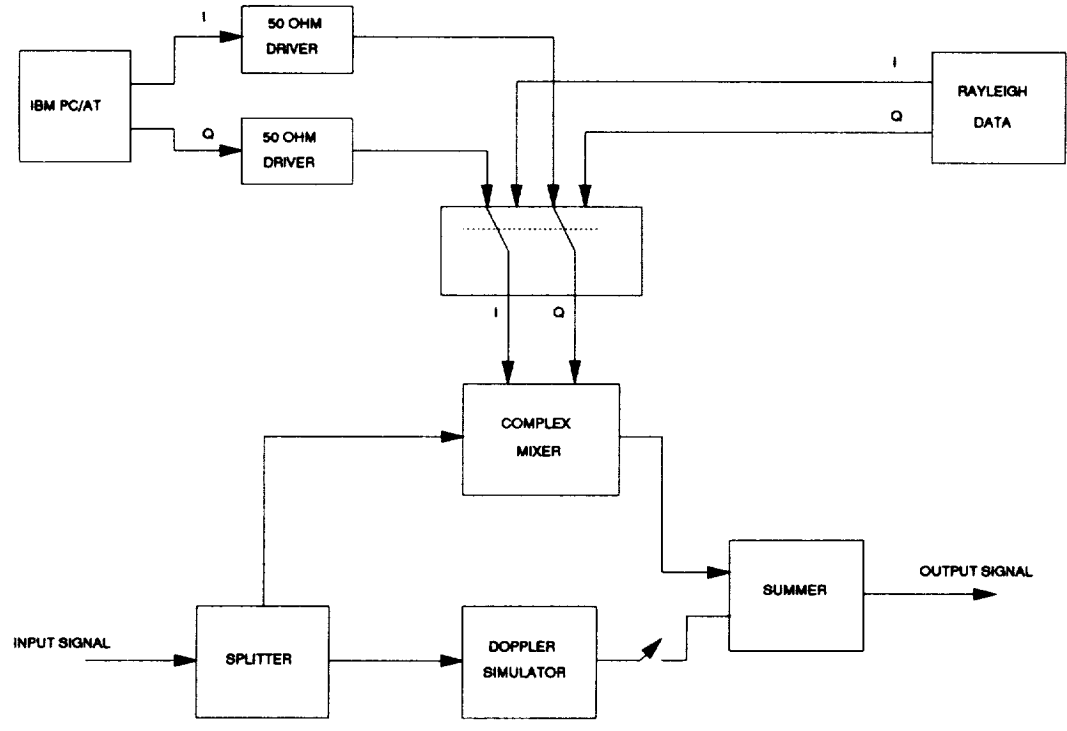 I
50 OHM
DRIVER
IBM PC/AT
Q
50 OHM
DRIVER
I
Q
RAYLEIGH
DATA
I
Q
COMPLEX
MIXER
INPUT SIGNAL
SPLITTER
DOPPLER
SIMULATOR
SUMMER
OUTPUT SIGNAL